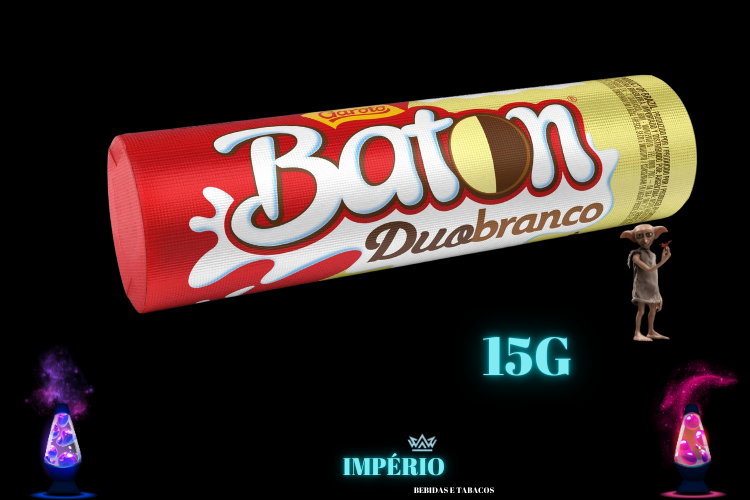 Garoto
Baton®
Duobranco
15G
IMPÉRIO
BEBIDAS E TABACOS